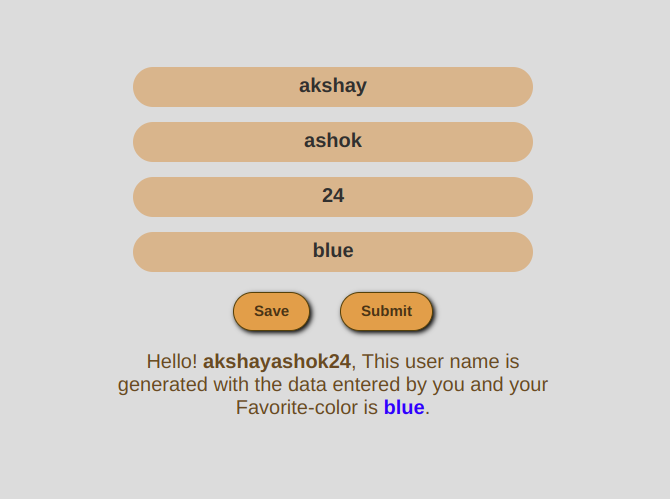 akshay
ashok
24
blue
Save Submit
Hello! akshayashok24, This user name is
generated with the data entered by you and your
Favorite-color is blue.